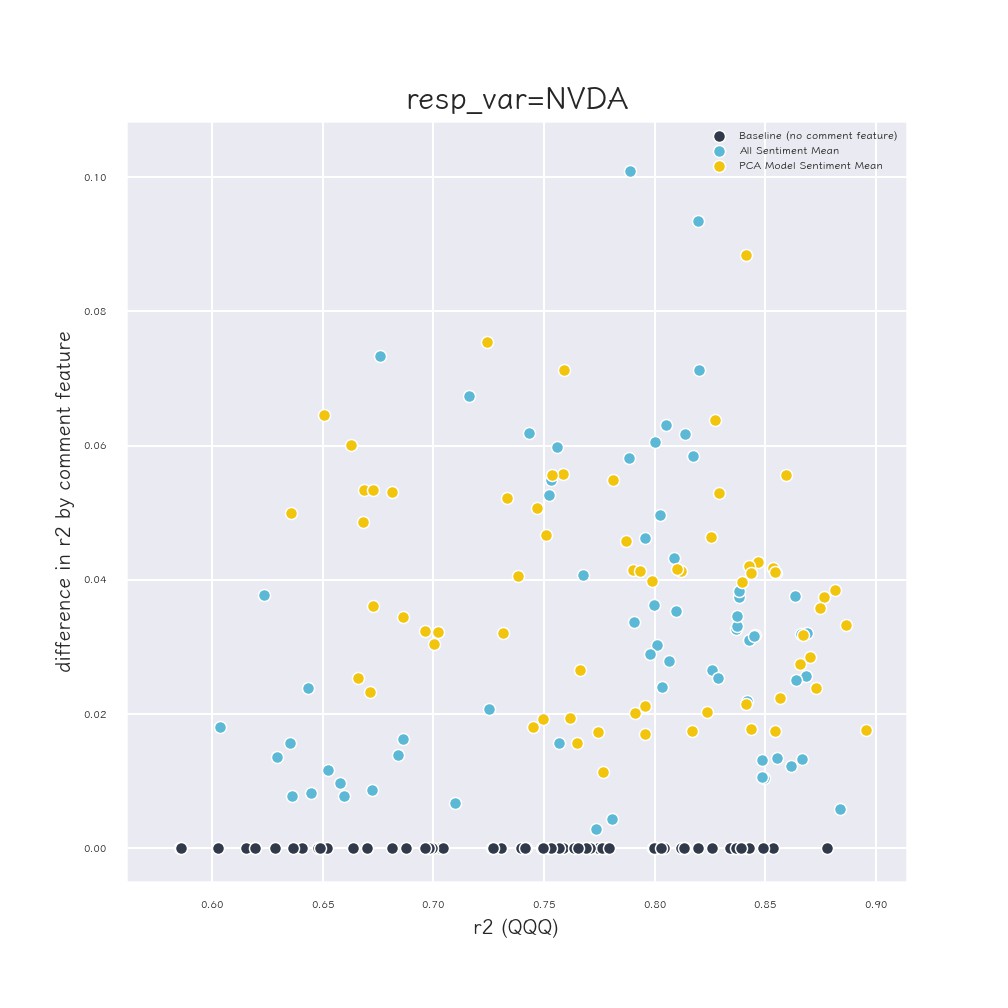 resp_var=NVDA
Baseline (no comment feature)
All Sentiment Mean
PCA Model Sentiment Mean
0.10
0.08
0.06
0.04
0.02
0.00
difference in r2 by comment feature
0.60 0.65 0.70 0.75 0.80 0.85 0.90
r2 (QQQ)